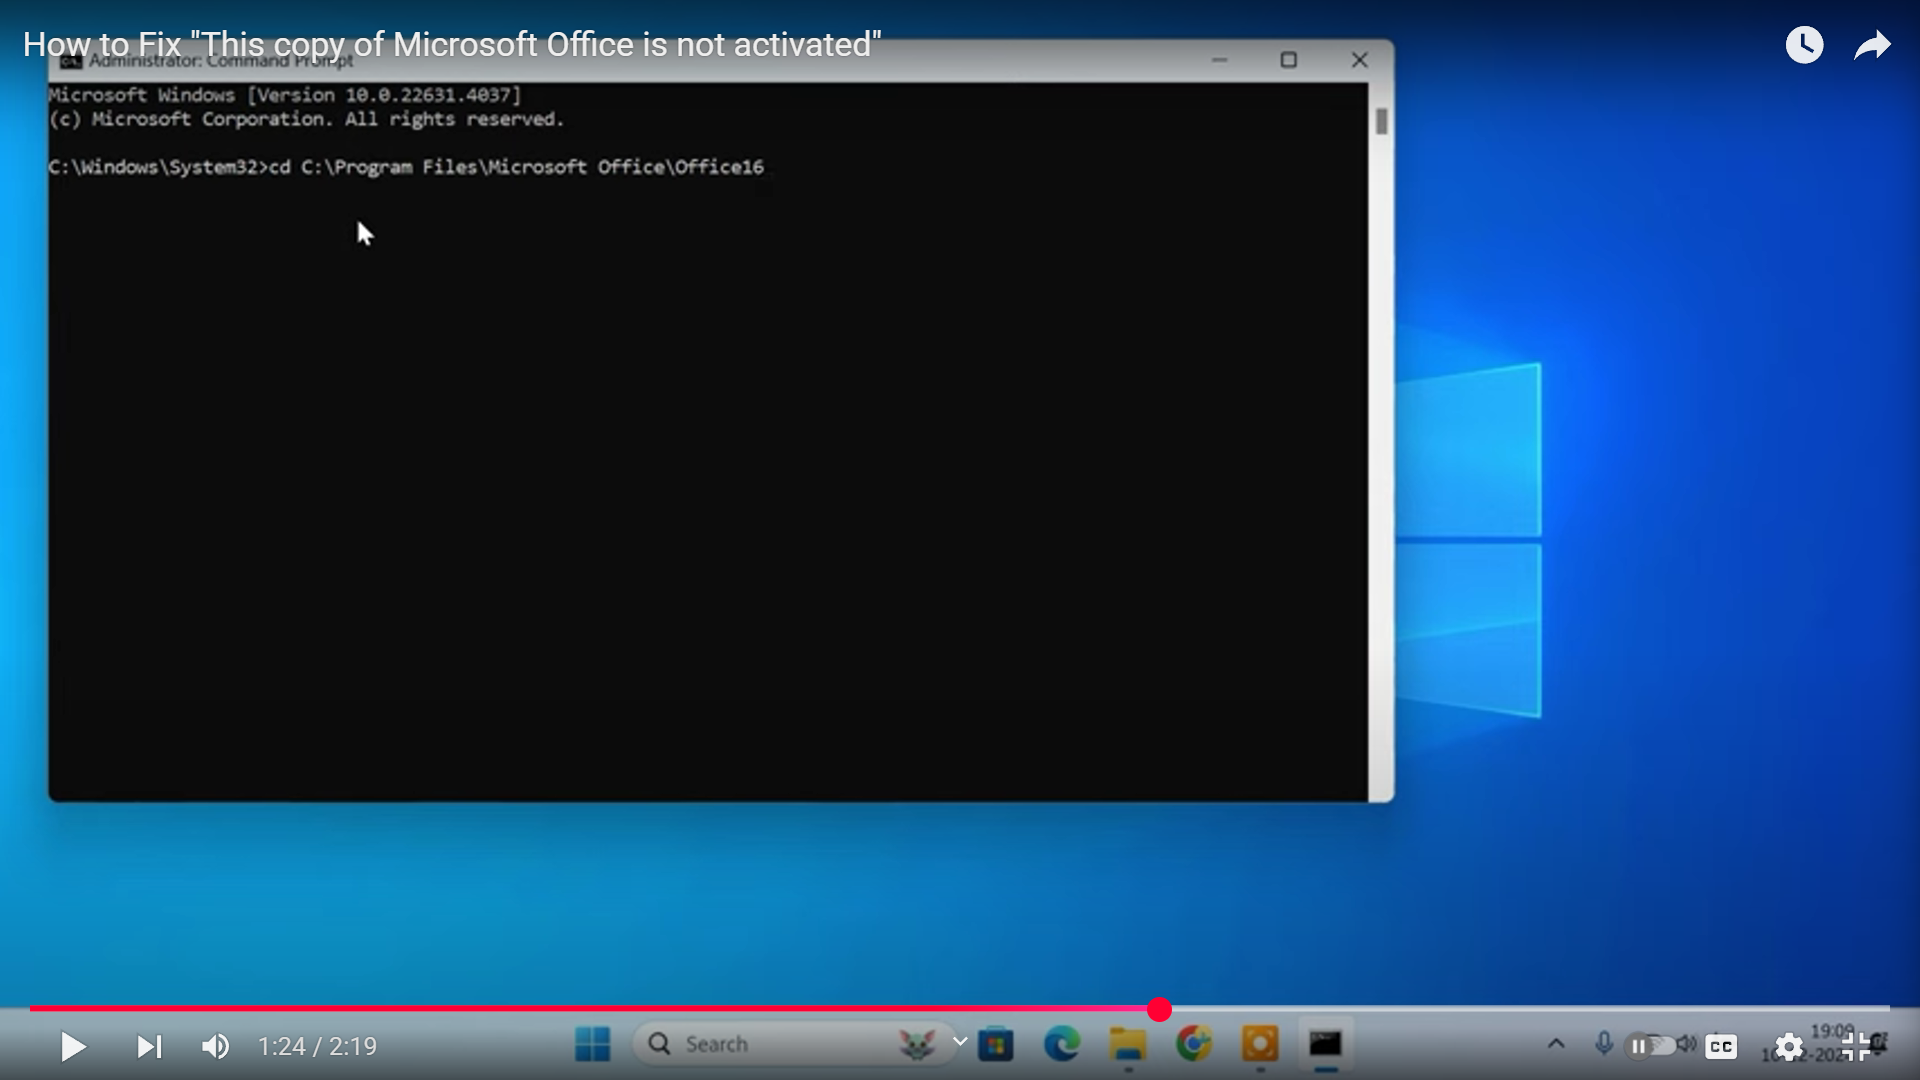 How to Fix "This copy of Microsoft Office is not activated"
Administrator: Command Prompt
Microsoft Windows [Version 10.0.22631.4037]
(c) Microsoft Corporation. All rights reserved.
C:\Windows\System32>cd C:\Program Files\Microsoft Office\Office16
1:24 / 2:19
Search
CC
19:09